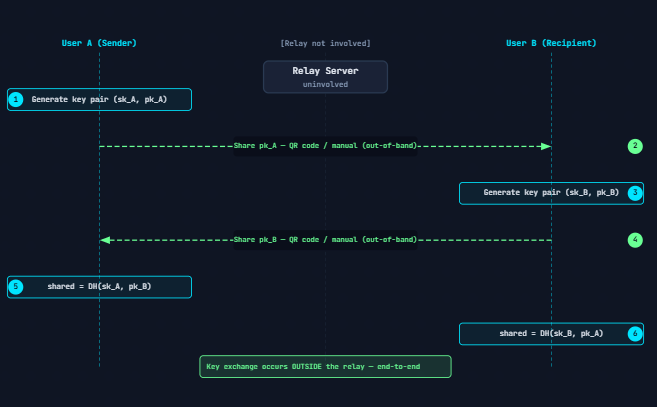 User A (Sender)
[Relay not involved]
User B (Recipient)
Relay Server
uninvolved
1 Generate key pair (sk_A, pk_A)
Share pk_A — QR code / manual (out-of-band)
2
Generate key pair (sk_B, pk_B) 3
Share pk_B — QR code / manual (out-of-band)
4
5 shared = DH(sk_A, pk_B)
shared = DH(sk_B, pk_A) 6
Key exchange occurs OUTSIDE the relay — end-to-end